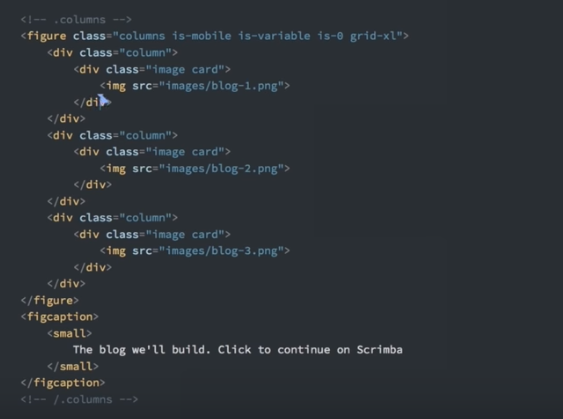 <!-- .columns -->
<figure class="columns is-mobile is-variable is-0 grid-xl">
    <div class="column">
        <div class="image card">
            <img src="images/blog-1.png">
        </div>
    </div>
    <div class="column">
        <div class="image card">
            <img src="images/blog-2.png">
        </div>
    </div>
    <div class="column">
        <div class="image card">
            <img src="images/blog-3.png">
        </div>
    </div>
</figure>
<figcaption>
    <small>
        The blog we'll build. Click to continue on Scrimba
    </small>
</figcaption>
<!-- /.columns -->